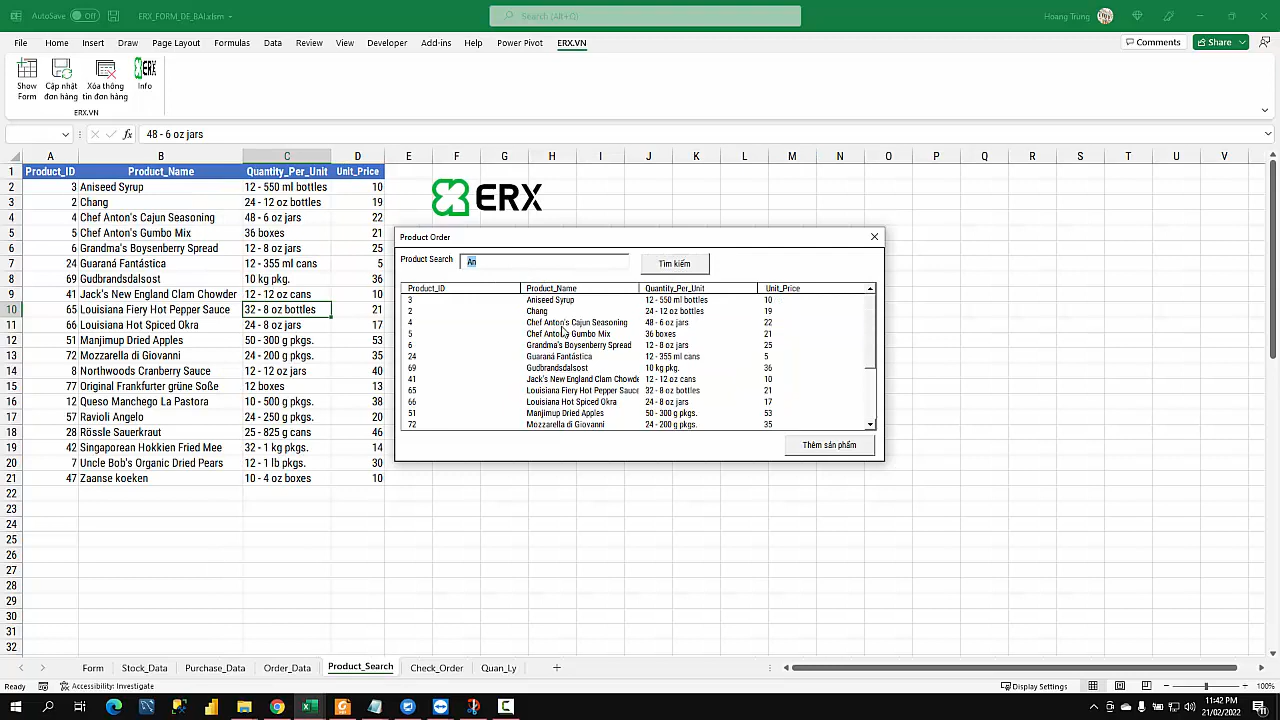 AutoSave Off ERX_FORM_DE_BAI.xlsm Search (Alt+Q) Hoang Trung
File Home Insert Draw Page Layout Formulas Data Review View Developer Add-ins Help Power Pivot ERX.VN Comments Share
Show Form
Cập nhật đơn hàng
Xóa thông tin đơn hàng
ERX
Info
ERX.VN
fx 48 - 6 oz jars
A B C D E F G H I J K L M N O P Q R S T U V
1 Product_ID Product_Name Quantity_Per_Unit Unit_Price
2 3 Aniseed Syrup 12 - 550 ml bottles 10
3 2 Chang 24 - 12 oz bottles 19
4 4 Chef Anton's Cajun Seasoning 48 - 6 oz jars 22
5 5 Chef Anton's Gumbo Mix 36 boxes 21
6 6 Grandma's Boysenberry Spread 12 - 8 oz jars 25
7 24 Guaraná Fantástica 12 - 355 ml cans 5
8 69 Gudbrandsdalsost 10 kg pkg. 36
9 41 Jack's New England Clam Chowder 12 - 12 oz cans 10
10 65 Louisiana Fiery Hot Pepper Sauce 32 - 8 oz bottles 21
11 66 Louisiana Hot Spiced Okra 24 - 8 oz jars 17
12 51 Manjimup Dried Apples 50 - 300 g pkgs. 53
13 72 Mozzarella di Giovanni 24 - 200 g pkgs. 35
14 8 Northwoods Cranberry Sauce 12 - 12 oz jars 40
15 77 Original Frankfurter grüne Soße 12 boxes 13
16 12 Queso Manchego La Pastora 10 - 500 g pkgs. 38
17 57 Ravioli Angelo 24 - 250 g pkgs. 20
18 28 Rössle Sauerkraut 25 - 825 g cans 46
19 42 Singaporean Hokkien Fried Mee 32 - 1 kg pkgs. 14
20 7 Uncle Bob's Organic Dried Pears 12 - 1 lb pkgs. 30
21 47 Zaanse koeken 10 - 4 oz boxes 10
22
23
24
25
26
27
28
29
30
31
32
ERX
Product Order
Product Search An Tìm kiếm
Product_ID Product_Name Quantity_Per_Unit Unit_Price
3 Aniseed Syrup 12 - 550 ml bottles 10
2 Chang 24 - 12 oz bottles 19
4 Chef Anton's Cajun Seasoning 48 - 6 oz jars 22
5 Chef Anton's Gumbo Mix 36 boxes 21
6 Grandma's Boysenberry Spread 12 - 8 oz jars 25
24 Guaraná Fantástica 12 - 355 ml cans 5
69 Gudbrandsdalsost 10 kg pkg. 36
41 Jack's New England Clam Chowde 12 - 12 oz cans 10
65 Louisiana Fiery Hot Pepper Sauce 32 - 8 oz bottles 21
66 Louisiana Hot Spiced Okra 24 - 8 oz jars 17
51 Manjimup Dried Apples 50 - 300 g pkgs. 53
72 Mozzarella di Giovanni 24 - 200 g pkgs. 35
Thêm sản phẩm
Form Stock_Data Purchase_Data Order_Data Product_Search Check_Order Quan_Ly
Ready Accessibility: Investigate Display Settings 100%
11:42 PM
21/02/2022